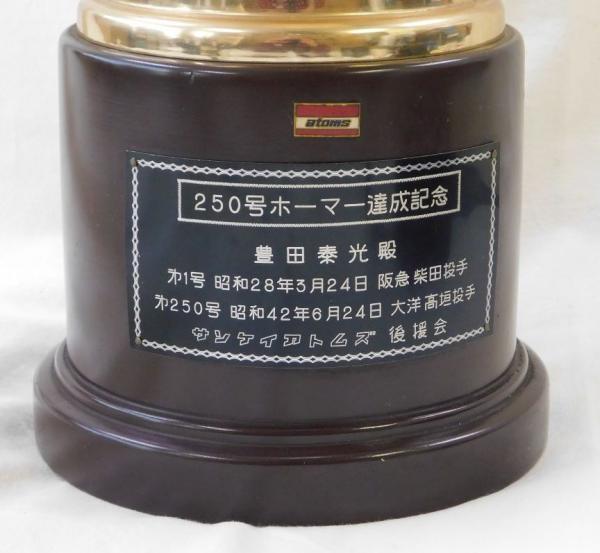 atoms
250号ホーマー達成記念
豊田泰光殿
才1号 昭和28年3月24日 阪急 柴田投手
才250号 昭和42年6月24日 大洋 髙垣投手
サンケイアトムズ 後援会